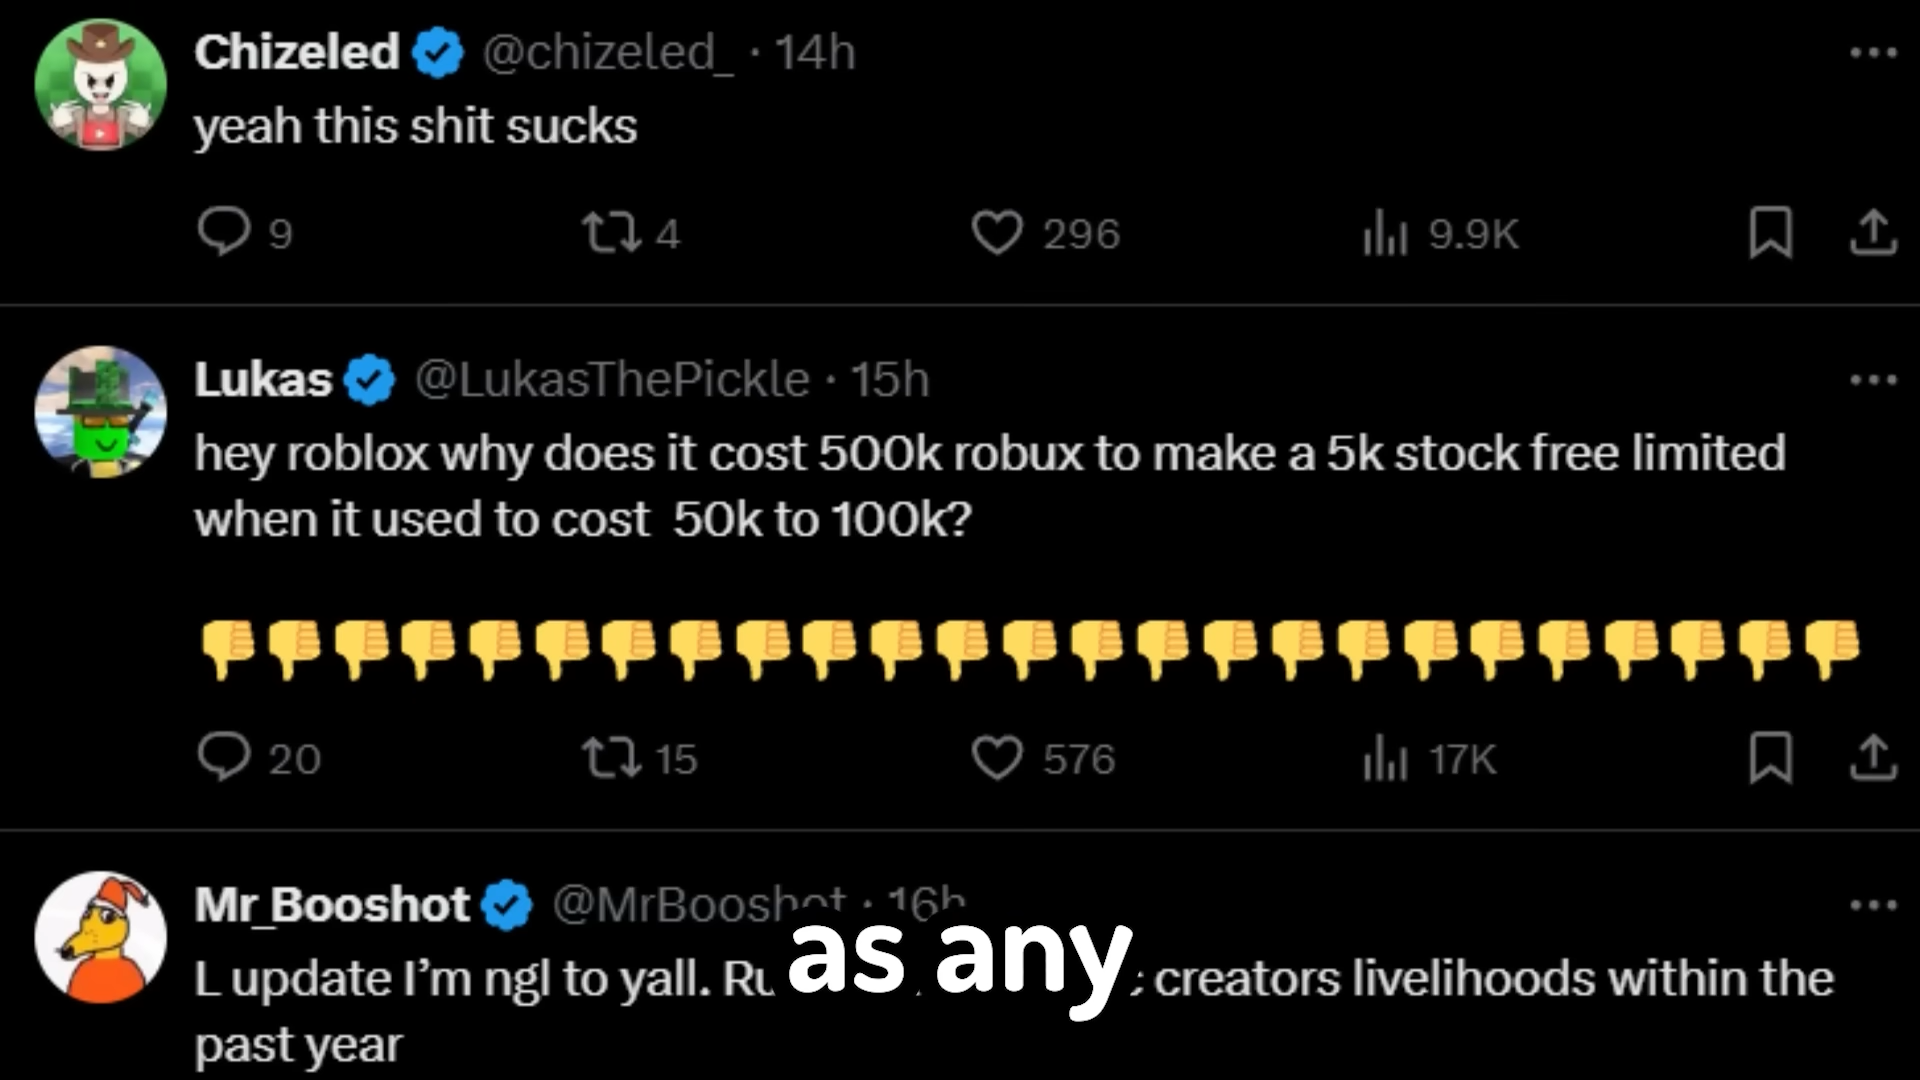 Chizeled @chizeled_ · 14h
yeah this shit sucks
9 4 296 9.9K
Lukas @LukasThePickle · 15h
hey roblox why does it cost 500k robux to make a 5k stock free limited
when it used to cost 50k to 100k?
👎👎👎👎👎👎👎👎👎👎👎👎👎👎👎👎👎👎👎👎👎👎👎👎👎
20 15 576 17K
Mr_Booshot @MrBooshot · 16h
L update I’m ngl to yall. creators livelihoods within the
as any
past year